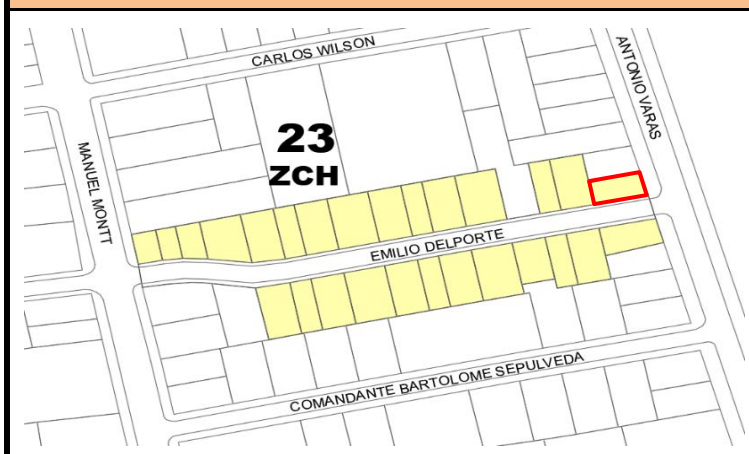 CARLOS WILSON
ANTONIO VARAS
23
ZCH
MANUEL MONTT
EMILIO DELPORTE
COMANDANTE BARTOLOME SEPULVEDA